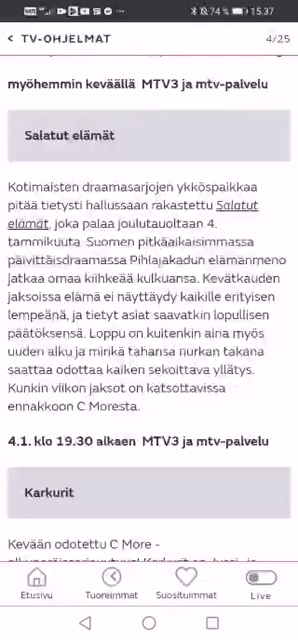 74 % 15.37
< TV-OHJELMAT 4/25
myöhemmin keväällä MTV3 ja mtv-palvelu
Salatut elämät
Kotimaisten draamasarjojen ykköspaikkaa
pitää tietysti hallussaan rakastettu Salatut
elämät, joka palaa joulutauoltaan 4.
tammikuuta. Suomen pitkäaikaisimmassa
päivittäisdraamassa Pihlajakadun elämänmeno
jatkaa omaa kiihkeää kulkuansa. Kevätkauden
jaksoissa elämä ei näyttäydy kaikille erityisen
lempeänä, ja tietyt asiat saavatkin lopullisen
päätöksensä. Loppu on kuitenkin aina myös
uuden alku ja minkä tahansa nurkan takana
saattaa odottaa kaiken sekoittava yllätys.
Kunkin viikon jaksot on katsottavissa
ennakkoon C Moresta.
4.1. klo 19.30 alkaen MTV3 ja mtv-palvelu
Karkurit
Kevään odotettu C More -
Etusivu Tuoreimmat Suosituimmat Live